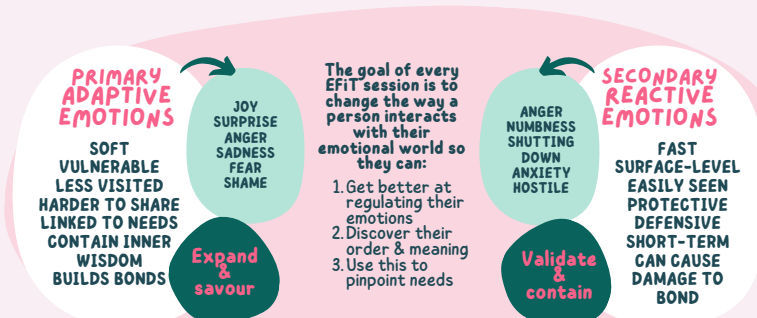 PRIMARY
ADAPTIVE
EMOTIONS
SOFT
VULNERABLE
LESS VISITED
HARDER TO SHARE
LINKED TO NEEDS
CONTAIN INNER
WISDOM
BUILDS BONDS
JOY
SURPRISE
ANGER
SADNESS
FEAR
SHAME
Expand
&
savour
The goal of every
EFiT session is to
change the way a
person interacts
with their
emotional world so
they can:
1. Get better at
regulating their
emotions
2. Discover their
order & meaning
3. Use this to
pinpoint needs
ANGER
NUMBNESS
SHUTTING
DOWN
ANXIETY
HOSTILE
Validate
&
contain
SECONDARY
REACTIVE
EMOTIONS
FAST
SURFACE-LEVEL
EASILY SEEN
PROTECTIVE
DEFENSIVE
SHORT-TERM
CAN CAUSE
DAMAGE TO
BOND